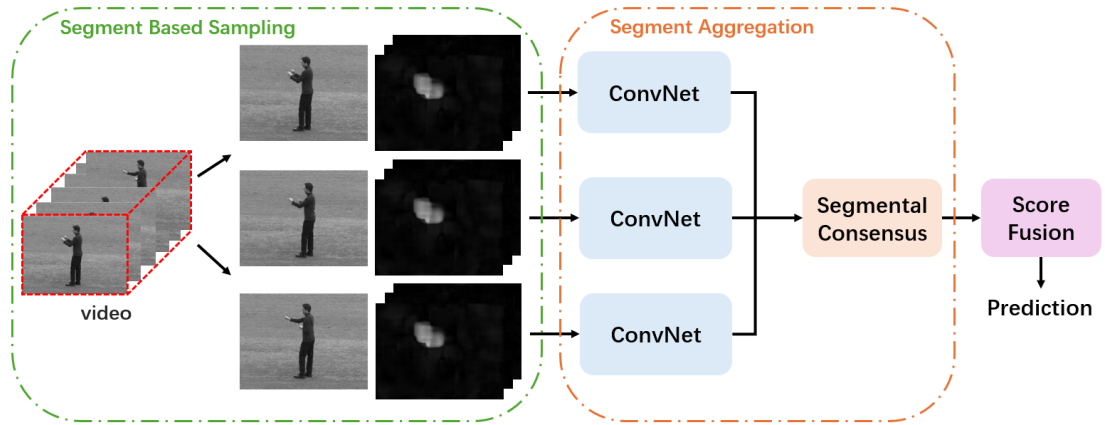 Segment Based Sampling
Segment Aggregation
video
ConvNet
ConvNet
ConvNet
Segmental
Consensus
Score
Fusion
Prediction